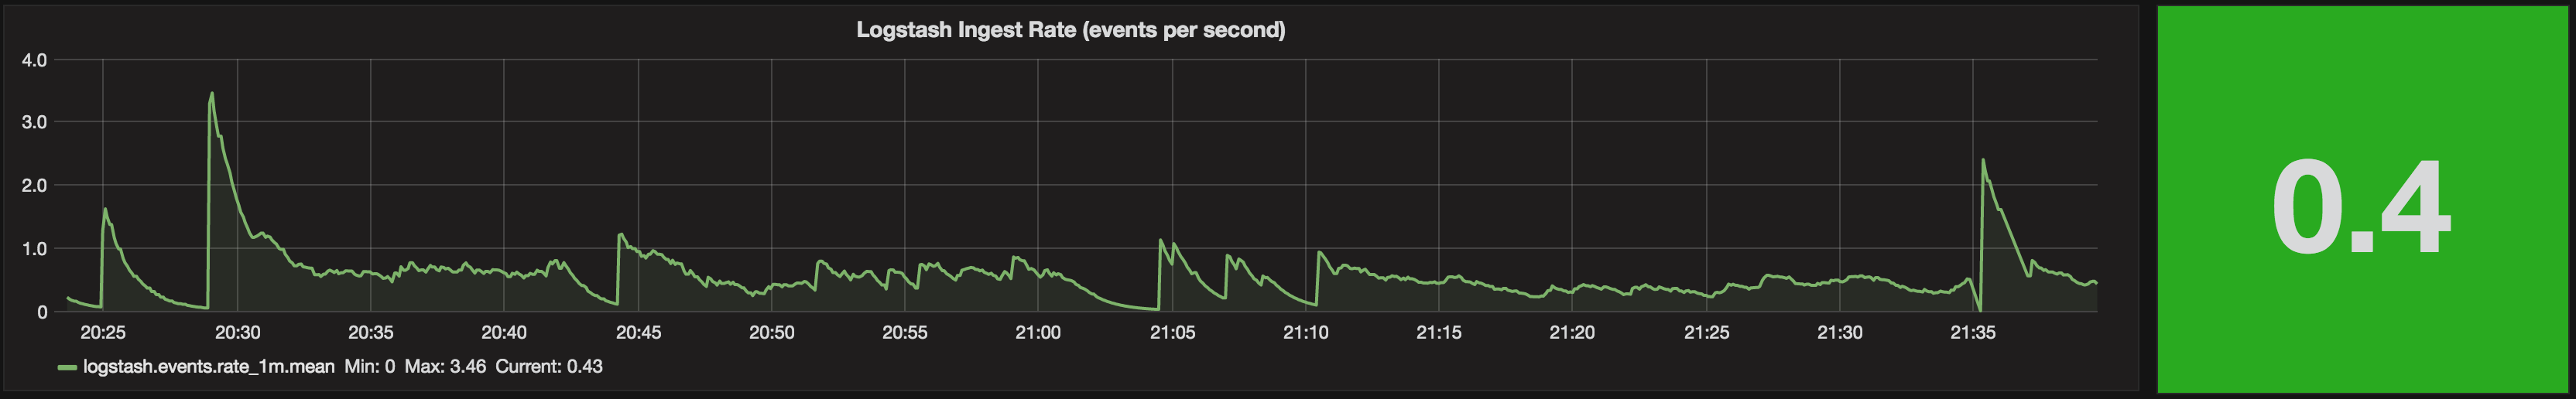 Logstash Ingest Rate (events per second)
4.0
3.0
2.0
1.0
0
20:25 20:30 20:35 20:40 20:45 20:50 20:55 21:00 21:05 21:10 21:15 21:20 21:25 21:30 21:35
logstash.events.rate_1m.mean Min: 0 Max: 3.46 Current: 0.43
0.4